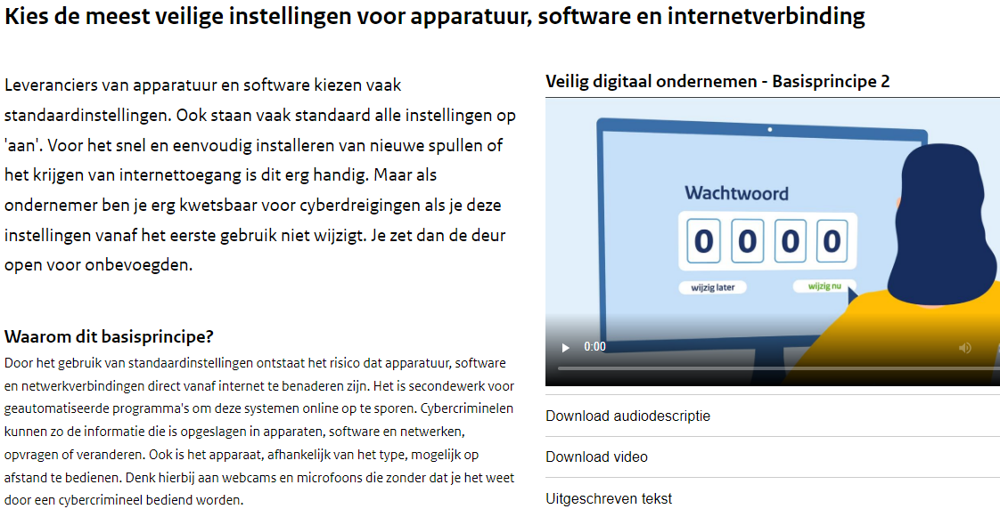 Kies de meest veilige instellingen voor apparatuur, software en internetverbinding
Leveranciers van apparatuur en software kiezen vaak
standaardinstellingen. Ook staan vaak standaard alle instellingen op
'aan'. Voor het snel en eenvoudig installeren van nieuwe spullen of
het krijgen van internettoegang is dit erg handig. Maar als
ondernemer ben je erg kwetsbaar voor cyberdreigingen als je deze
instellingen vanaf het eerste gebruik niet wijzigt. Je zet dan de deur
open voor onbevoegden.
Waarom dit basisprincipe?
Door het gebruik van standaardinstellingen ontstaat het risico dat apparatuur, software
en netwerkverbindingen direct vanaf internet te benaderen zijn. Het is secondewerk voor
geautomatiseerde programma's om deze systemen online op te sporen. Cybercriminelen
kunnen zo de informatie die is opgeslagen in apparaten, software en netwerken,
opvragen of veranderen. Ook is het apparaat, afhankelijk van het type, mogelijk op
afstand te bedienen. Denk hierbij aan webcams en microfoons die zonder dat je het weet
door een cybercrimineel bediend worden.
Veilig digitaal ondernemen - Basisprincipe 2
Wachtwoord
0 0 0 0
wijzig later wijzig nu
0:00
Download audiodescriptie
Download video
Uitgeschreven tekst